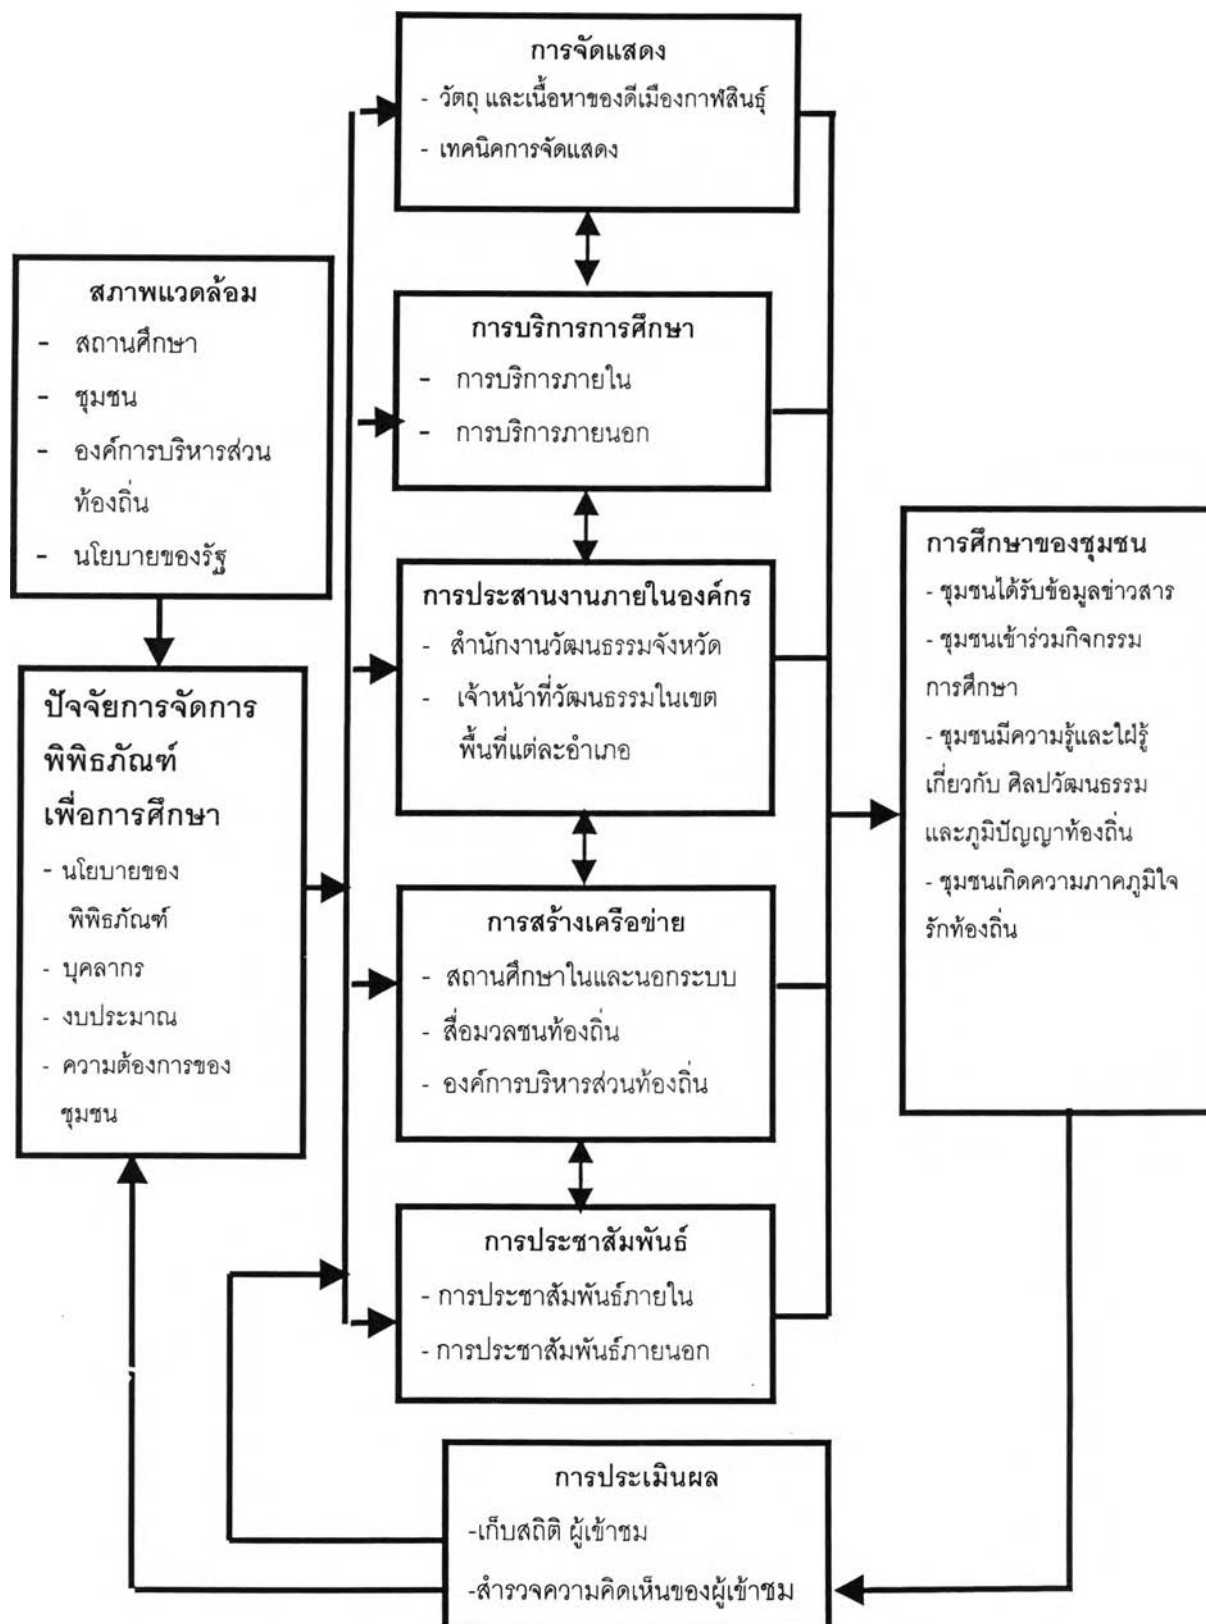 การจัดแสดง
- วัตถุ และเนื้อหาของดีเมืองกาฬสินธุ์
- เทคนิคการจัดแสดง
สภาพแวดล้อม
- สถานศึกษา
- ชุมชน
- องค์การบริหารส่วน
ท้องถิ่น
- นโยบายของรัฐ
การบริการการศึกษา
- การบริการภายใน
- การบริการภายนอก
การประสานงานภายในองค์กร
- สำนักงานวัฒนธรรมจังหวัด
- เจ้าหน้าที่วัฒนธรรมในเขต
พื้นที่แต่ละอำเภอ
ปัจจัยการจัดการ
พิพิธภัณฑ์
เพื่อการศึกษา
- นโยบายของ
พิพิธภัณฑ์
- บุคลากร
- งบประมาณ
- ความต้องการของ
ชุมชน
การสร้างเครือข่าย
- สถานศึกษาในและนอกระบบ
- สื่อมวลชนท้องถิ่น
- องค์การบริหารส่วนท้องถิ่น
การประชาสัมพันธ์
- การประชาสัมพันธ์ภายใน
- การประชาสัมพันธ์ภายนอก
การศึกษาของชุมชน
- ชุมชนได้รับข้อมูลข่าวสาร
- ชุมชนเข้าร่วมกิจกรรม
การศึกษา
- ชุมชนมีความรู้และใฝ่รู้
เกี่ยวกับ ศิลปวัฒนธรรม
และภูมิปัญญาท้องถิ่น
- ชุมชนเกิดความภาคภูมิใจ
รักท้องถิ่น
การประเมินผล
-เก็บสถิติ ผู้เข้าชม
-สำรวจความคิดเห็นของผู้เข้าชม